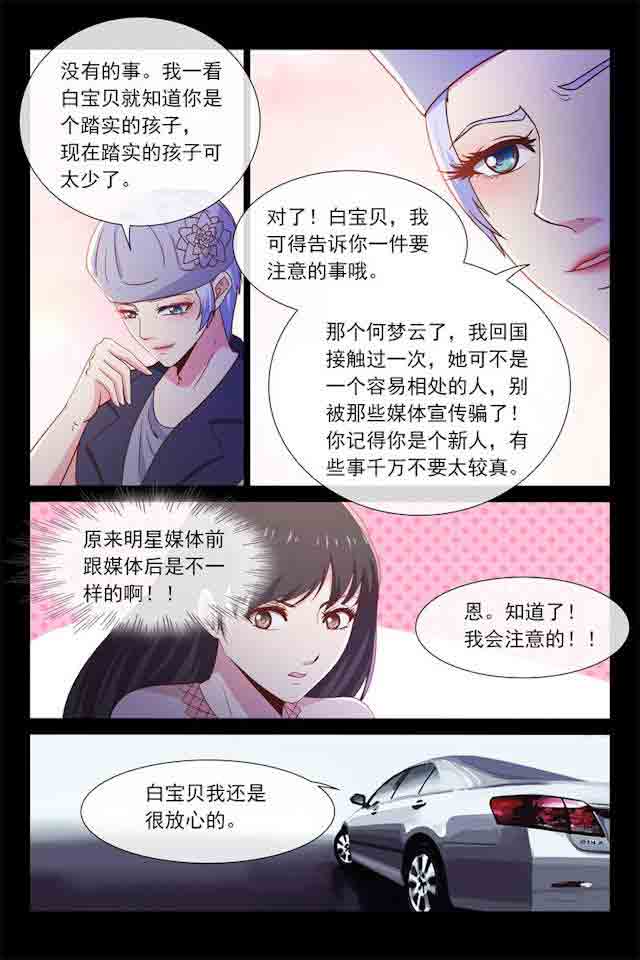 没有的事。我一看
白宝贝就知道你是
个踏实的孩子，
现在踏实的孩子可
太少了。
对了！白宝贝，我
可得告诉你一件要
注意的事哦。
那个何梦云了，我回国
接触过一次，她可不是
一个容易相处的人，别
被那些媒体宣传骗了！
你记得你是个新人，有
些事千万不要太较真。
原来明星媒体前
跟媒体后是不一
样的啊！！
恩。知道了！
我会注意的！！
白宝贝我还是
很放心的。